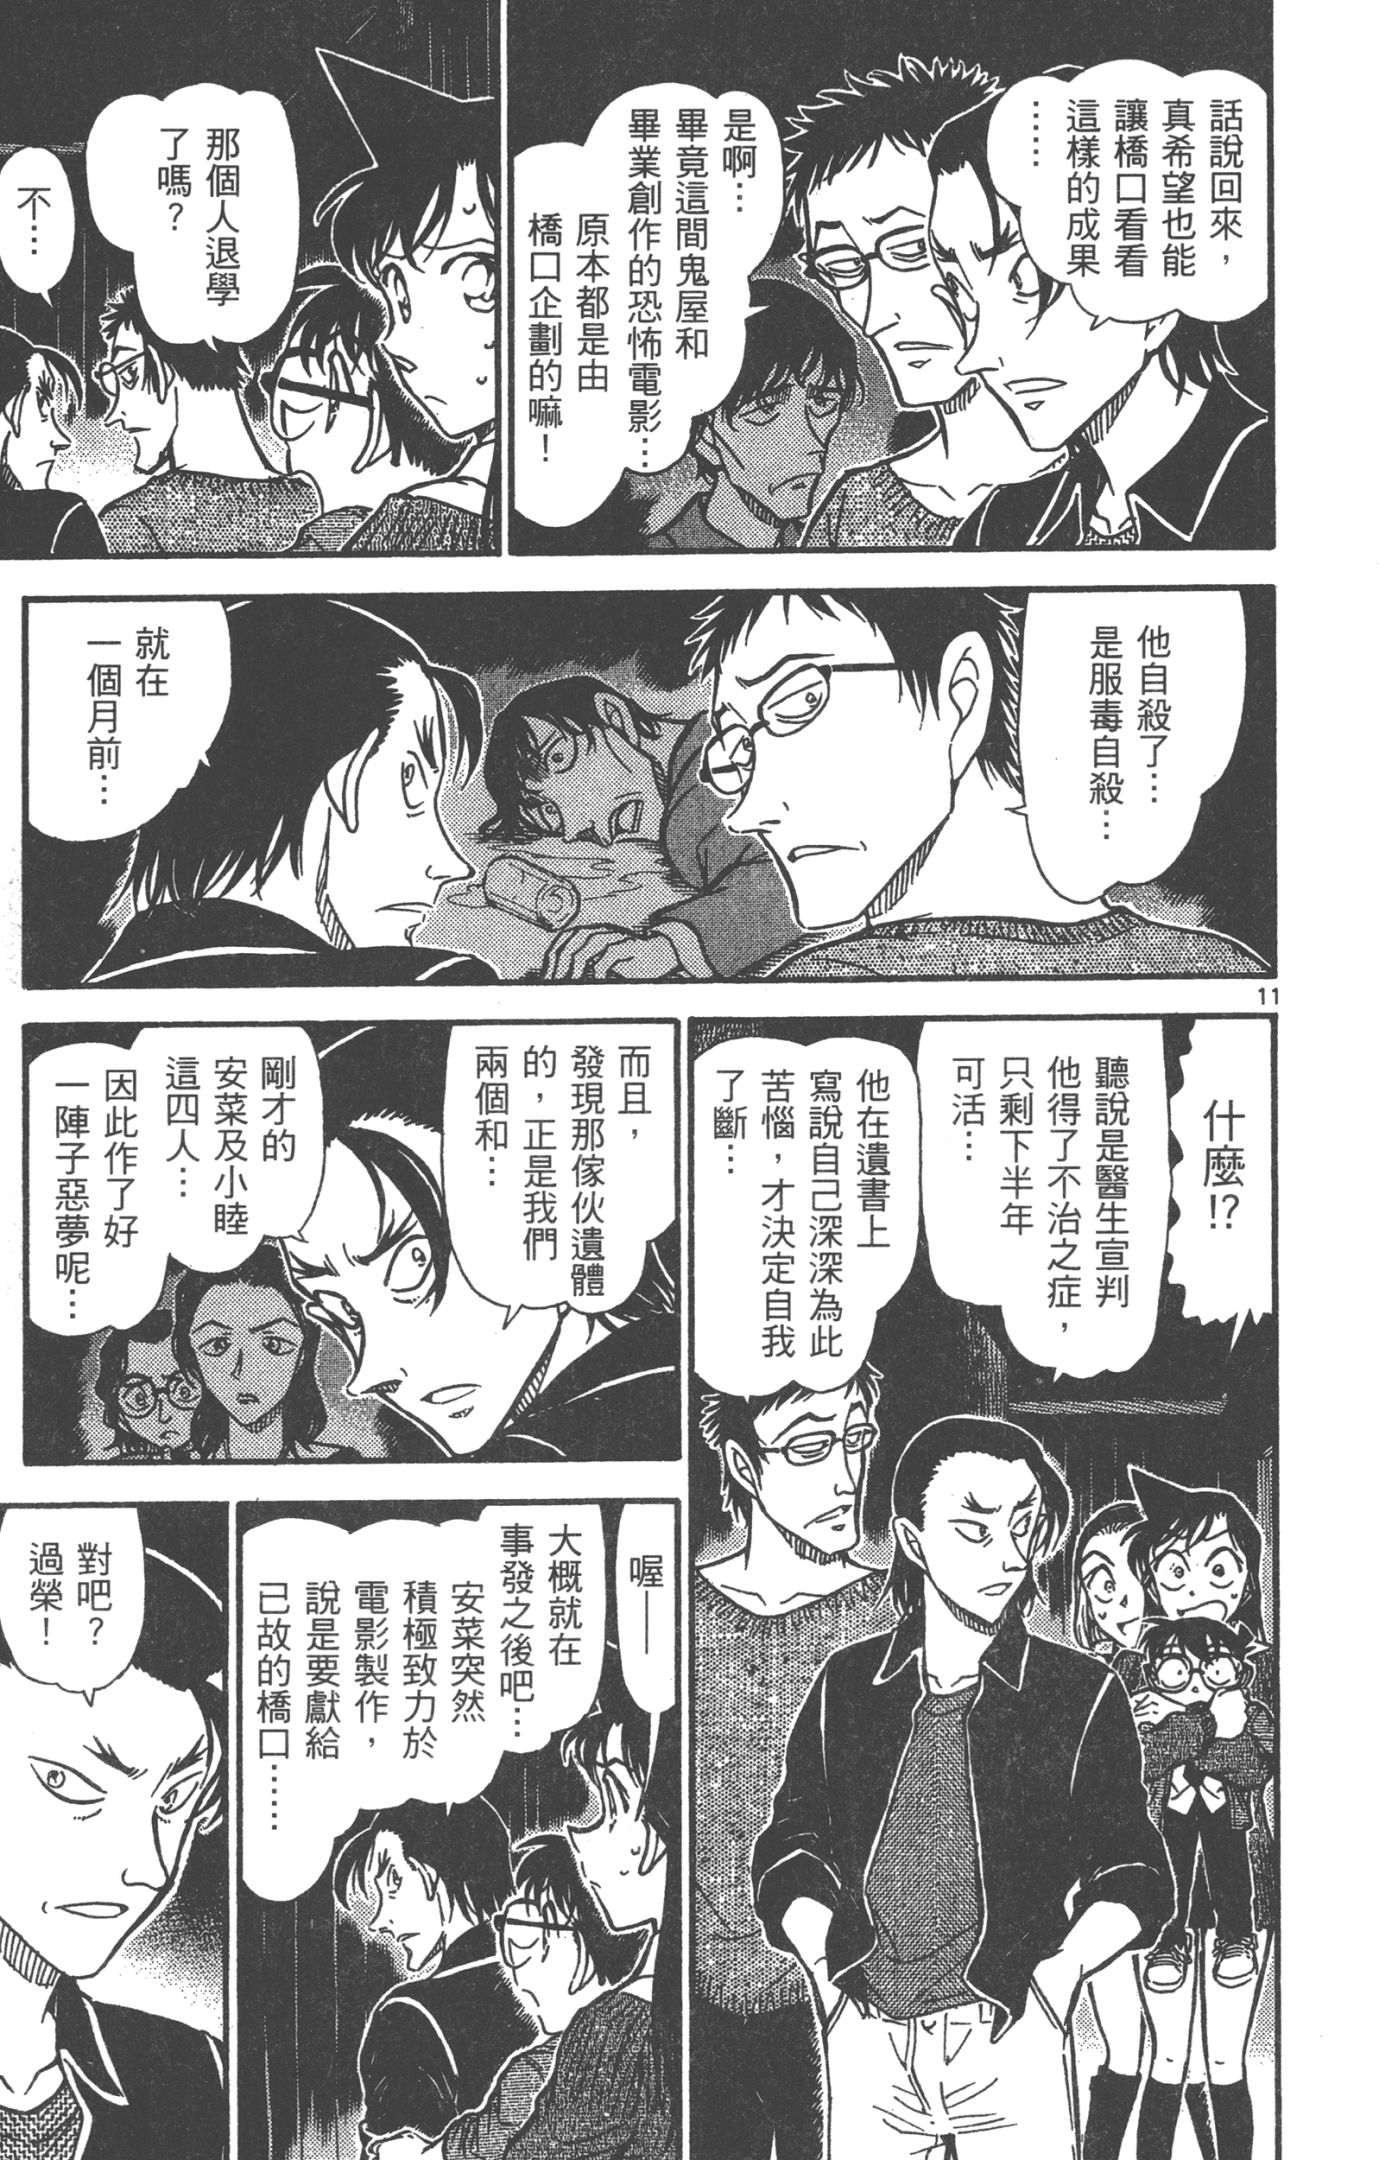 話說回來，
真希望也能
讓橋口看看
這樣的成果
⋯⋯
是啊⋯
畢竟這間鬼屋和
畢業創作的恐怖電影⋯
原本都是由
橋口企劃的嘛！
那個人退學
了嗎？
不⋯
他自殺了⋯
是服毒自殺⋯
就在
一個月前⋯
11
什麼！？
聽說是醫生宣判
他得了不治之症，
只剩下半年
可活⋯
他在遺書上
寫說自己深深為此
苦惱，才決定自我
了斷⋯
而且，
發現那傢伙遺體
的，正是我們
兩個和⋯
剛才的
安菜及小睦
這四人⋯
因此作了好
一陣子惡夢呢⋯
喔——
大概就在
事發之後吧⋯
安菜突然
積極致力於
電影製作，
說是要獻給
已故的橋口⋯⋯
對吧？
過榮！